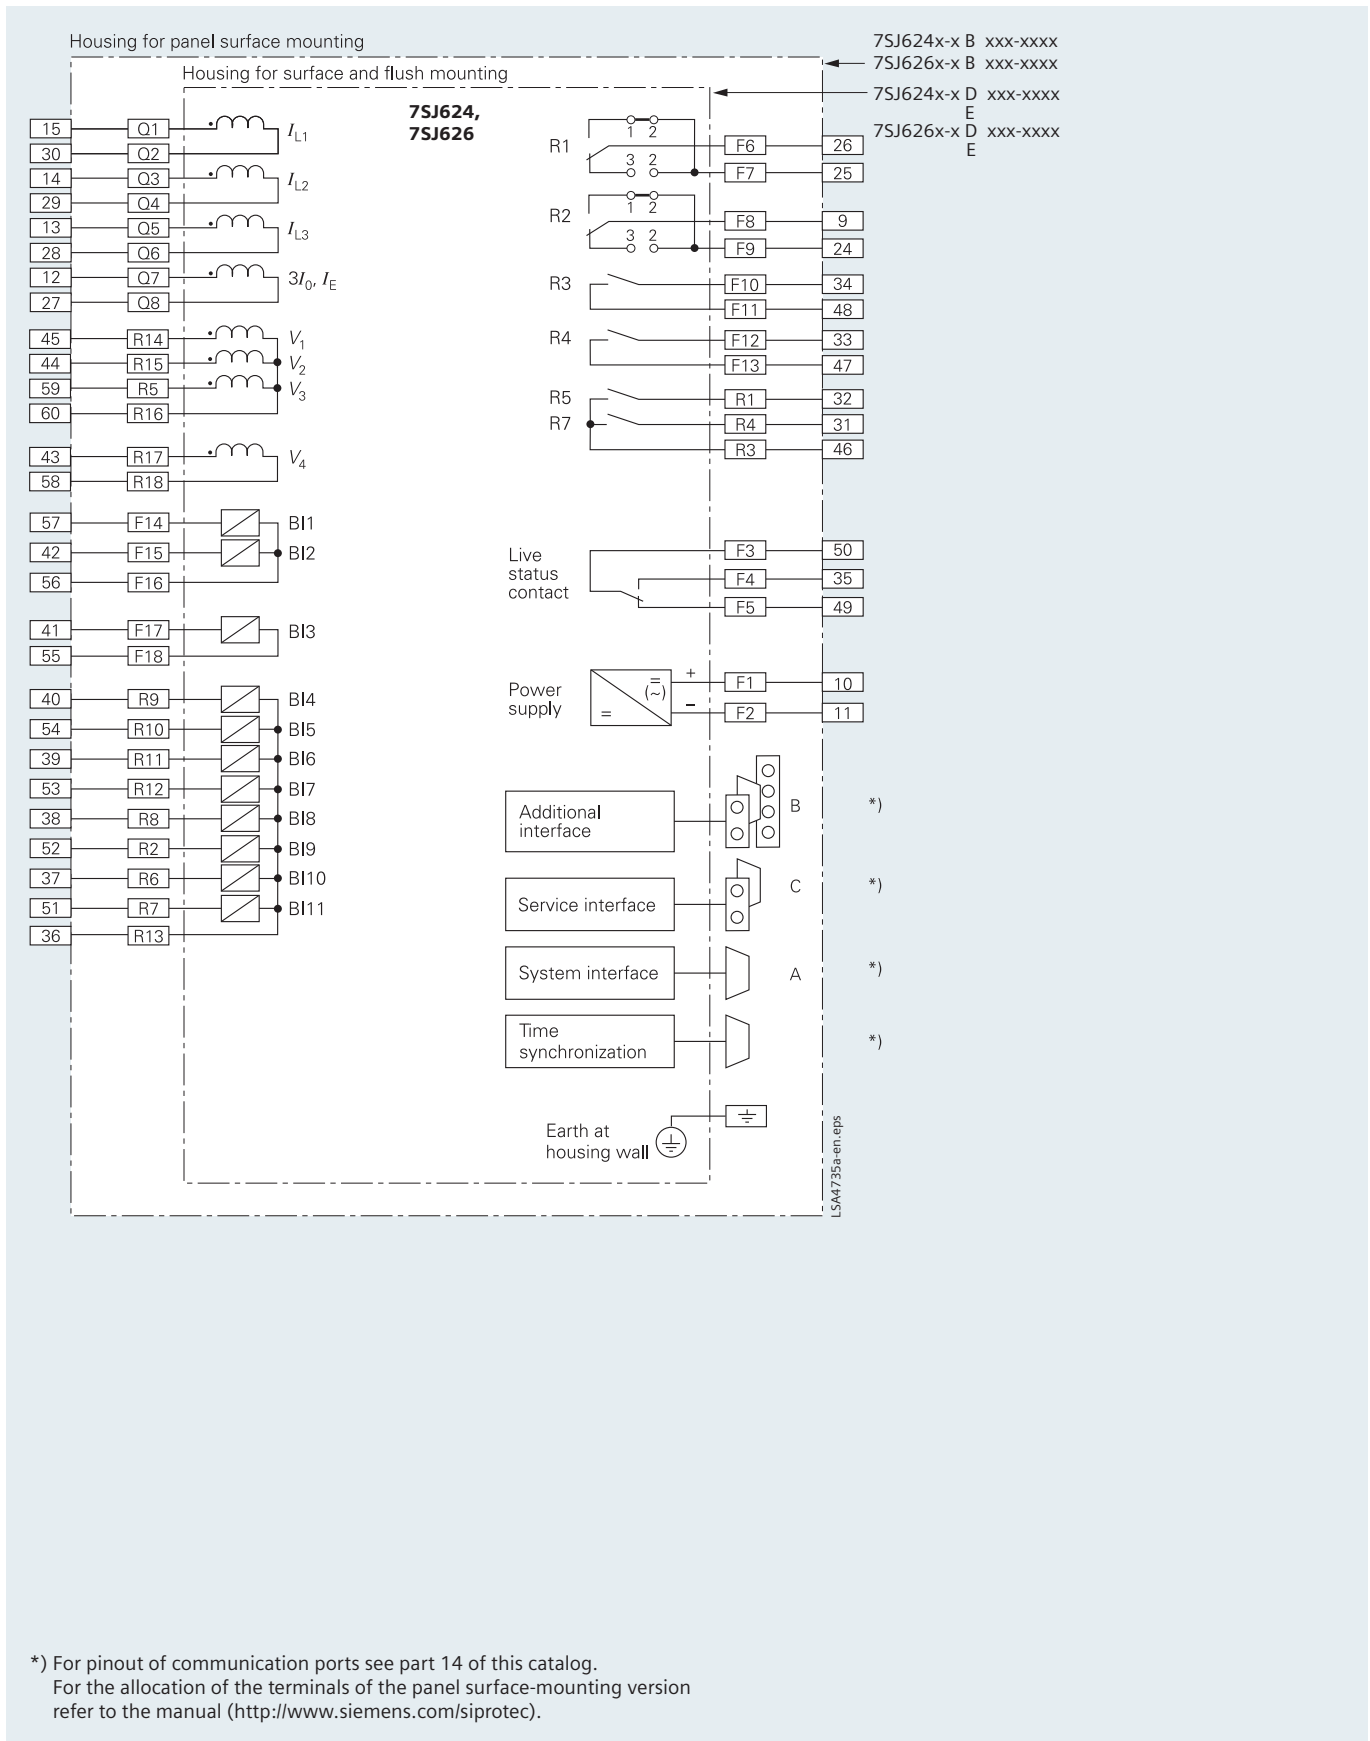 Housing for panel surface mounting
7SJ624x-x B xxx-xxxx
7SJ626x-x B xxx-xxxx
Housing for surface and flush mounting
7SJ624x-x D xxx-xxxx
E
7SJ626x-x D xxx-xxxx
E
7SJ624,
7SJ626
15 Q1 IL1
30 Q2
14 Q3 IL2
29 Q4
13 Q5 IL3
28 Q6
12 Q7 3I0, IE
27 Q8
45 R14 V1
44 R15 V2
59 R5 V3
60 R16
43 R17 V4
58 R18
57 F14 BI1
42 F15 BI2
56 F16
41 F17 BI3
55 F18
40 R9 BI4
54 R10 BI5
39 R11 BI6
53 R12 BI7
38 R8 BI8
52 R2 BI9
37 R6 BI10
51 R7 BI11
36 R13
1 2
R1 F6 26
3 2
F7 25
1 2
R2 F8 9
3 2
F9 24
R3 F10 34
F11 48
R4 F12 33
F13 47
R5 R1 32
R7 R4 31
R3 46
Live
status
contact
F3 50
F4 35
F5 49
Power
supply
= (~) =
+ F1 10
– F2 11
Additional
interface
B *)
Service interface C *)
System interface A *)
Time
synchronization
*)
Earth at
housing wall
LSA4735a-en.eps
*) For pinout of communication ports see part 14 of this catalog.
For the allocation of the terminals of the panel surface-mounting version
refer to the manual (http://www.siemens.com/siprotec).